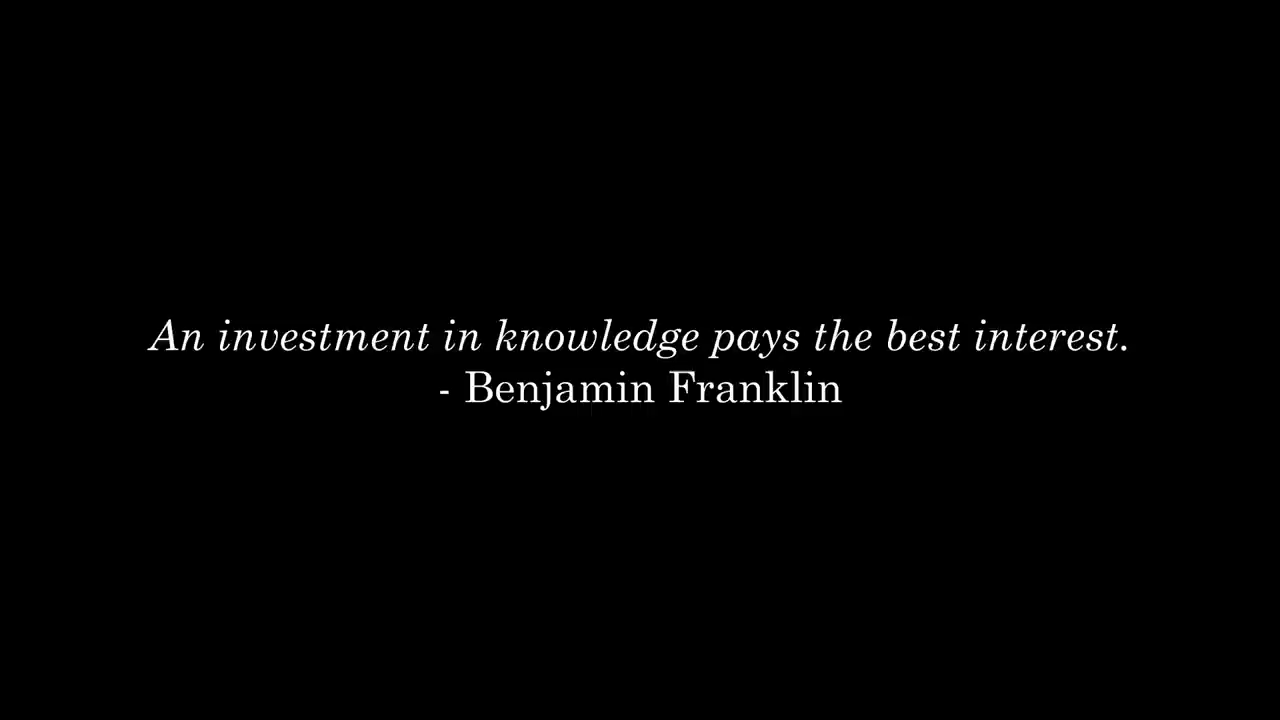 An investment in knowledge pays the best interest.
- Benjamin Franklin